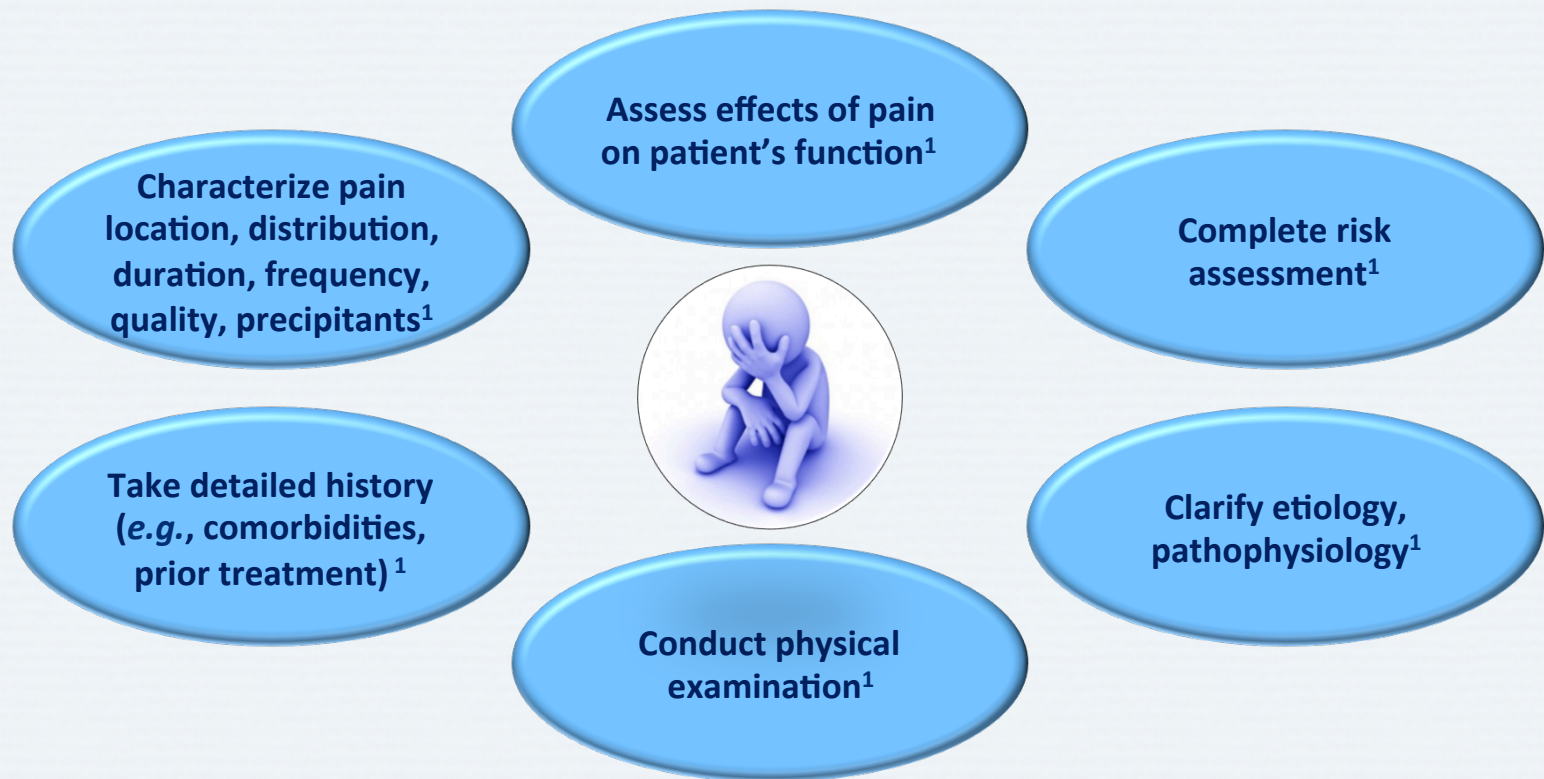 Assess effects of pain
on patient's function¹
Characterize pain
location, distribution,
duration, frequency,
quality, precipitants¹
Complete risk
assessment¹
Take detailed history
(e.g., comorbidities,
prior treatment) ¹
Clarify etiology,
pathophysiology¹
Conduct physical
examination¹